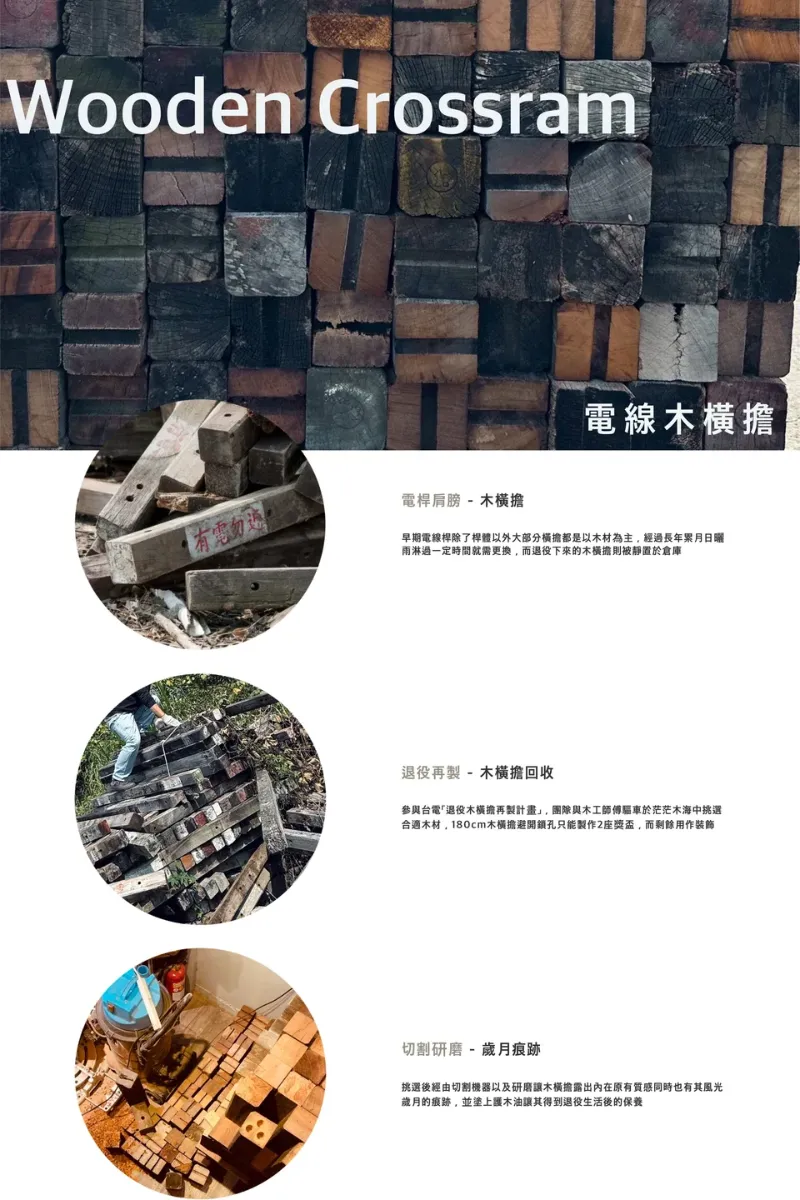 Wooden Crossram
電線木橫擔
有電勿近
電桿肩膀 - 木橫擔
早期電線桿除了桿體以外大部分橫擔都是以木材為主，經過長年累月日曬
雨淋過一定時間就需更換，而退役下來的木橫擔則被靜置於倉庫
退役再製 - 木橫擔回收
參與台電「退役木橫擔再製計畫」，團隊與木工師傅驅車於茫茫木海中挑選
合適木材，180cm木橫擔避開鎖孔只能製作2座獎盃，而剩餘用作裝飾
切割研磨 - 歲月痕跡
挑選後經由切割機器以及研磨讓木橫擔露出內在原有質感同時也有其風光
歲月的痕跡，並塗上護木油讓其得到退役生活後的保養